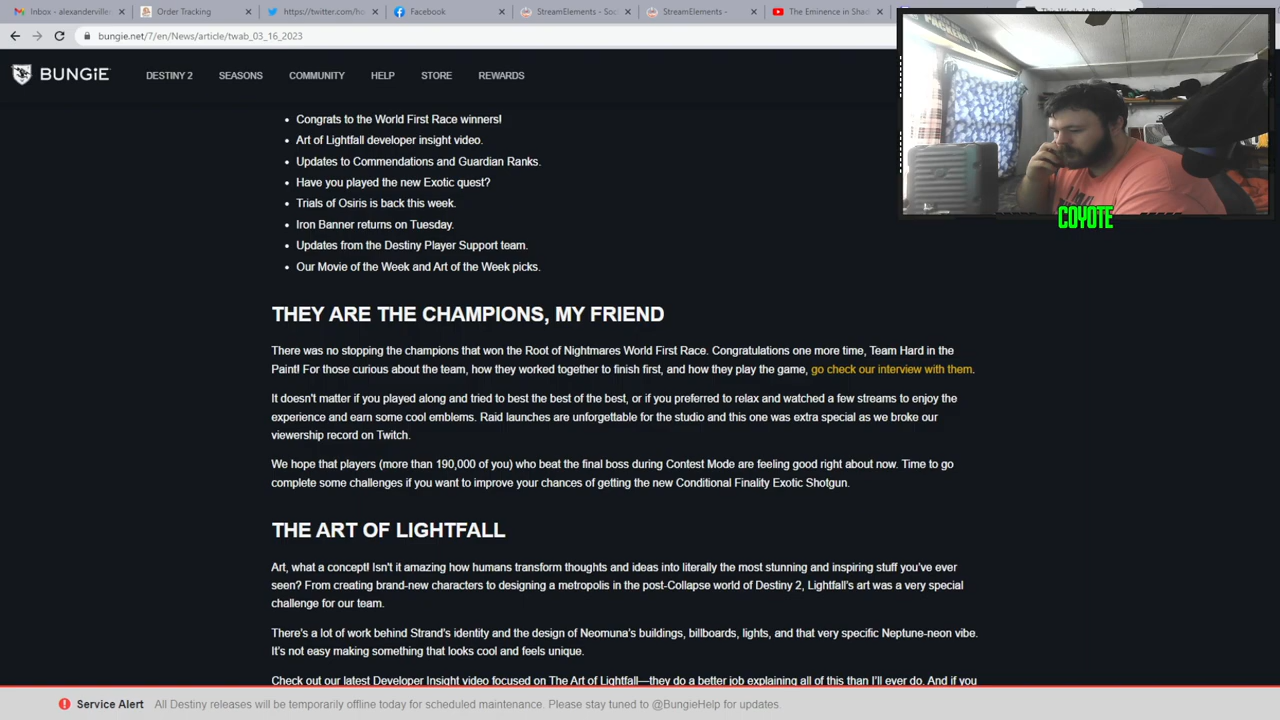 Inbox - alexanderville
Order Tracking
https://twitter.com/ho
Facebook
StreamElements - Soc
StreamElements -
The Eminence in Shad
This Week At Bungie
bungie.net/7/en/News/article/twab_03_16_2023
BUNGIE
DESTINY 2
SEASONS
COMMUNITY
HELP
STORE
REWARDS
PACKERS
COYOTE
• Congrats to the World First Race winners!
• Art of Lightfall developer insight video.
• Updates to Commendations and Guardian Ranks.
• Have you played the new Exotic quest?
• Trials of Osiris is back this week.
• Iron Banner returns on Tuesday.
• Updates from the Destiny Player Support team.
• Our Movie of the Week and Art of the Week picks.
THEY ARE THE CHAMPIONS, MY FRIEND
There was no stopping the champions that won the Root of Nightmares World First Race. Congratulations one more time, Team Hard in the
Paint! For those curious about the team, how they worked together to finish first, and how they play the game, go check our interview with them.
It doesn't matter if you played along and tried to best the best of the best, or if you preferred to relax and watched a few streams to enjoy the
experience and earn some cool emblems. Raid launches are unforgettable for the studio and this one was extra special as we broke our
viewership record on Twitch.
We hope that players (more than 190,000 of you) who beat the final boss during Contest Mode are feeling good right about now. Time to go
complete some challenges if you want to improve your chances of getting the new Conditional Finality Exotic Shotgun.
THE ART OF LIGHTFALL
Art, what a concept! Isn't it amazing how humans transform thoughts and ideas into literally the most stunning and inspiring stuff you've ever
seen? From creating brand-new characters to designing a metropolis in the post-Collapse world of Destiny 2, Lightfall's art was a very special
challenge for our team.
There's a lot of work behind Strand's identity and the design of Neomuna's buildings, billboards, lights, and that very specific Neptune-neon vibe.
It's not easy making something that looks cool and feels unique.
Check out our latest Developer Insight video focused on The Art of Lightfall—they do a better job explaining all of this than I'll ever do. And if you
Service Alert All Destiny releases will be temporarily offline today for scheduled maintenance. Please stay tuned to @BungieHelp for updates.